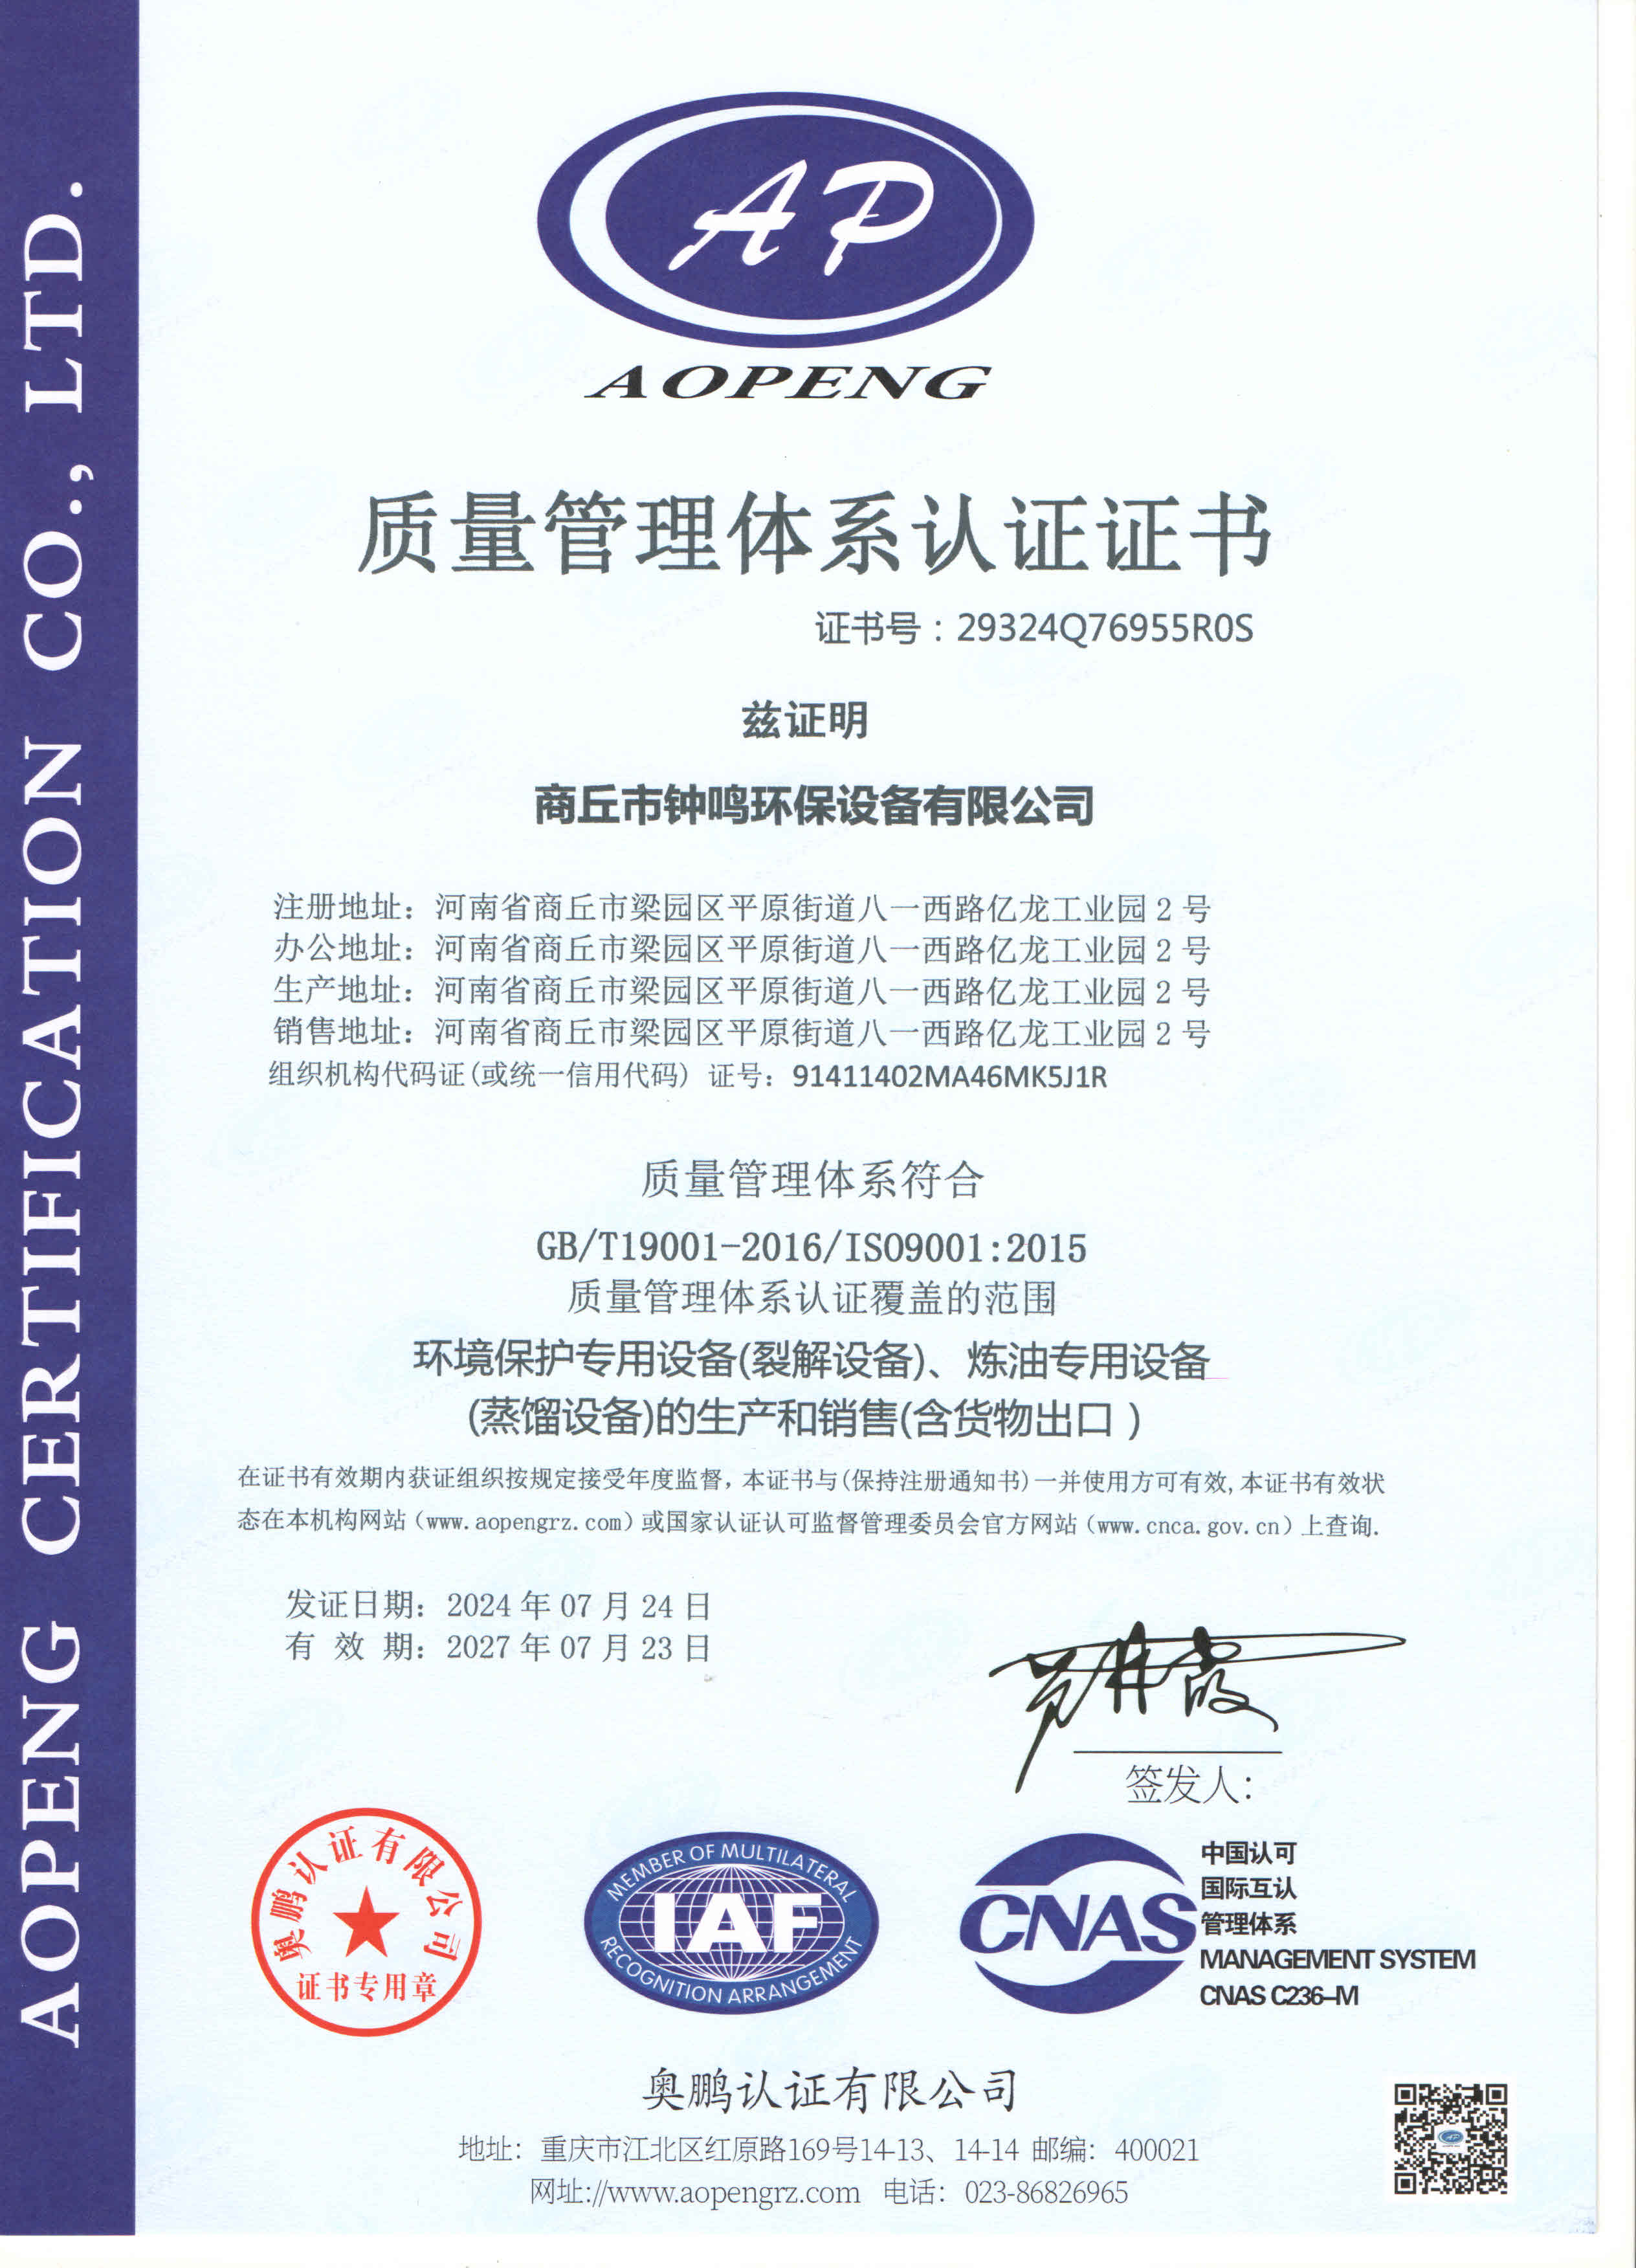 AOPENG CERTIFICATION CO., LTD.
AP
AOPENG
质量管理体系认证证书
证书号：29324Q76955R0S
兹证明
商丘市钟鸣环保设备有限公司
注册地址：河南省商丘市梁园区平原街道八一西路亿龙工业园 2 号
办公地址：河南省商丘市梁园区平原街道八一西路亿龙工业园 2 号
生产地址：河南省商丘市梁园区平原街道八一西路亿龙工业园 2 号
销售地址：河南省商丘市梁园区平原街道八一西路亿龙工业园 2 号
组织机构代码证(或统一信用代码) 证号：91411402MA46MK5J1R
质量管理体系符合
GB/T19001-2016/ISO9001:2015
质量管理体系认证覆盖的范围
环境保护专用设备(裂解设备)、炼油专用设备
(蒸馏设备)的生产和销售(含货物出口）
在证书有效期内获证组织按规定接受年度监督，本证书与(保持注册通知书)一并使用方可有效,本证书有效状
态在本机构网站（www.aopengrz.com）或国家认证认可监督管理委员会官方网站（www.cnca.gov.cn）上查询.
发证日期：2024 年 07 月 24 日
有 效 期：2027 年 07 月 23 日
签发人：
奥鹏认证有限公司
证书专用章
MEMBER OF MULTILATERAL
IAF
RECOGNITION ARRANGEMENT
CNAS
中国认可
国际互认
管理体系
MANAGEMENT SYSTEM
CNAS C236-M
奥鹏认证有限公司
地址：重庆市江北区红原路169号14-13、14-14 邮编：400021
网址://www.aopengrz.com 电话：023-86826965